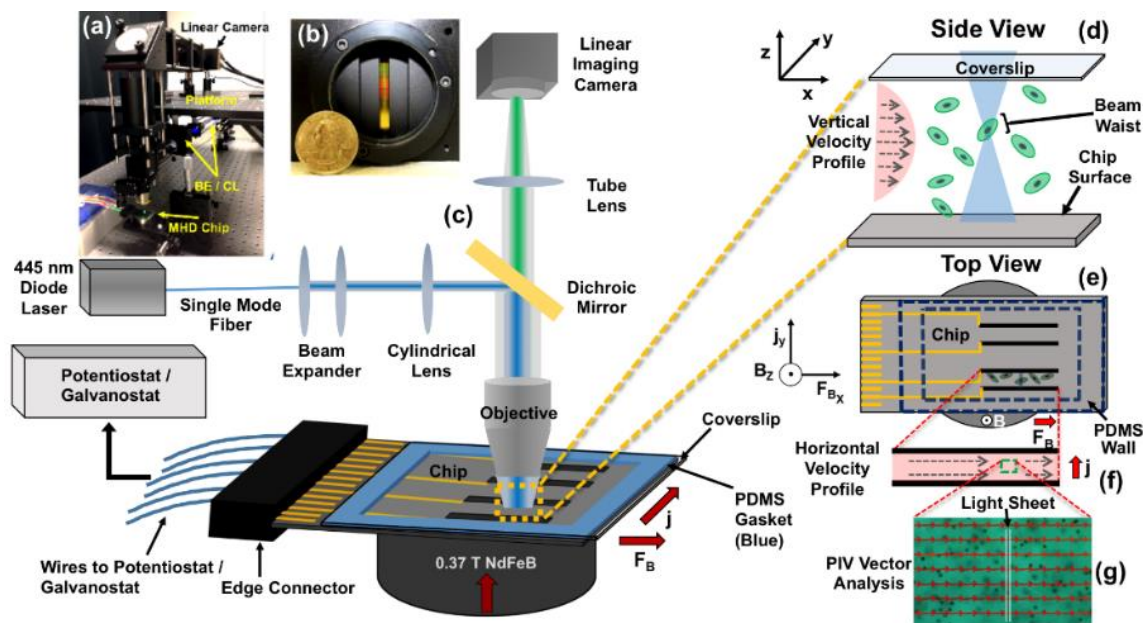 (a)
Linear Camera
Platform
BE / CL
MHD Chip
(b)
Linear
Imaging
Camera
Tube
Lens
(c)
445 nm
Diode
Laser
Single Mode
Fiber
Beam
Expander
Cylindrical
Lens
Dichroic
Mirror
Potentiostat /
Galvanostat
Objective
Coverslip
Chip
PDMS
Gasket
(Blue)
j
F_B
0.37 T NdFeB
Wires to Potentiostat /
Galvanostat
Edge Connector
Side View
(d)
z
y
x
Coverslip
Vertical
Velocity
Profile
Beam
Waist
Chip
Surface
Top View
(e)
j_y
B_z
F_Bx
Chip
B
F_B
PDMS
Wall
Horizontal
Velocity
Profile
j
(f)
Light Sheet
PIV Vector
Analysis
(g)